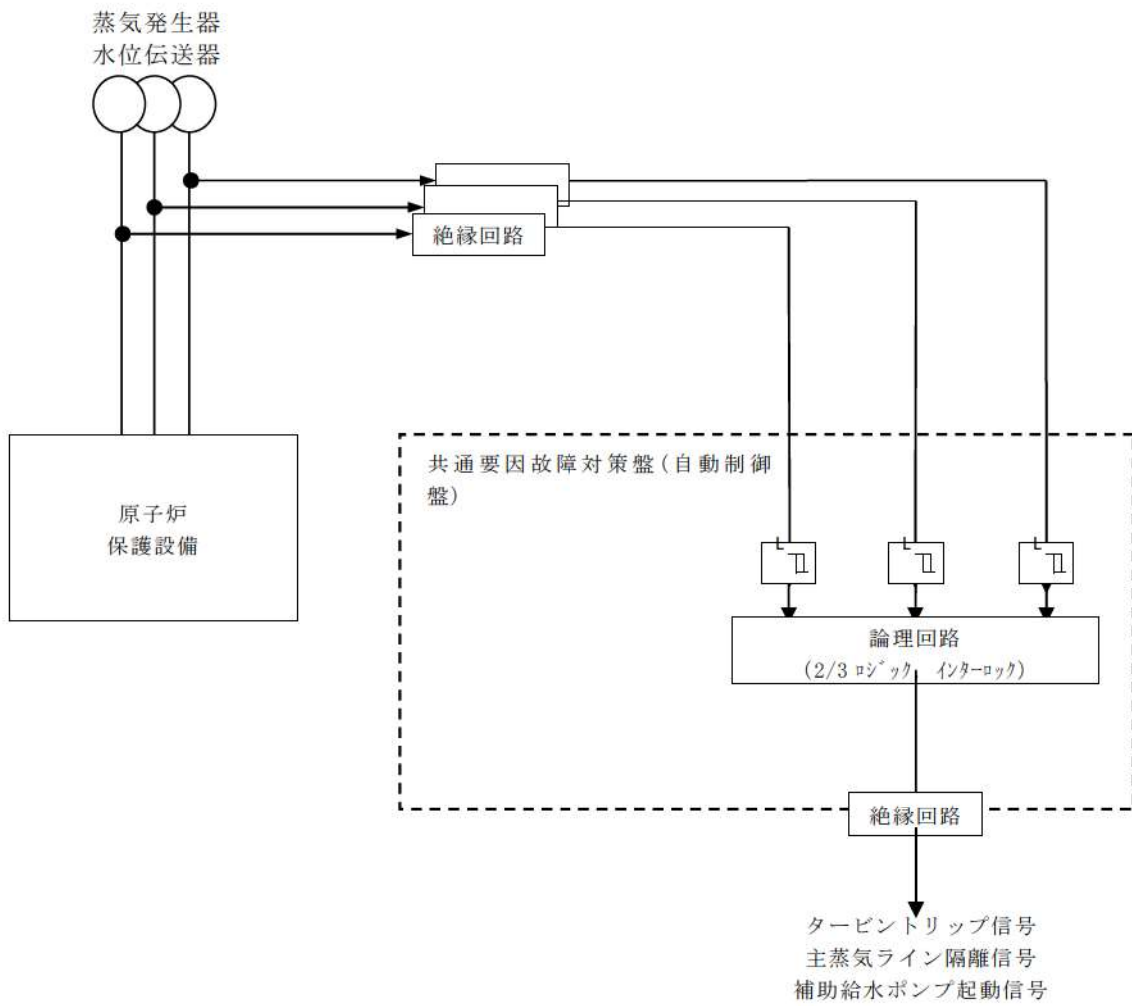 蒸気発生器
水位伝送器
絶縁回路
原子炉
保護設備
共通要因故障対策盤(自動制御
盤)
L
L
L
論理回路
(2/3 ﾛｼﾞｯｸ ｲﾝﾀｰﾛｯｸ)
絶縁回路
タービントリップ信号
主蒸気ライン隔離信号
補助給水ポンプ起動信号